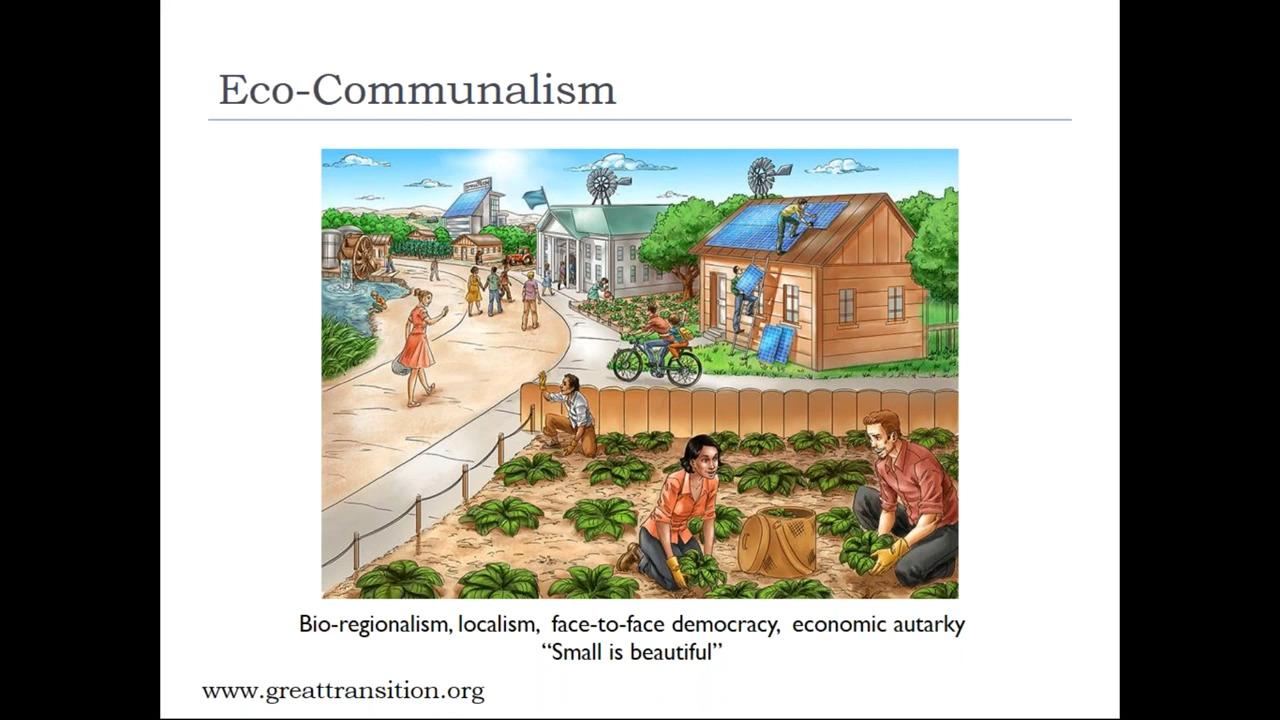 Eco-Communalism
Bio-regionalism, localism, face-to-face democracy, economic autarky
“Small is beautiful”
www.greattransition.org